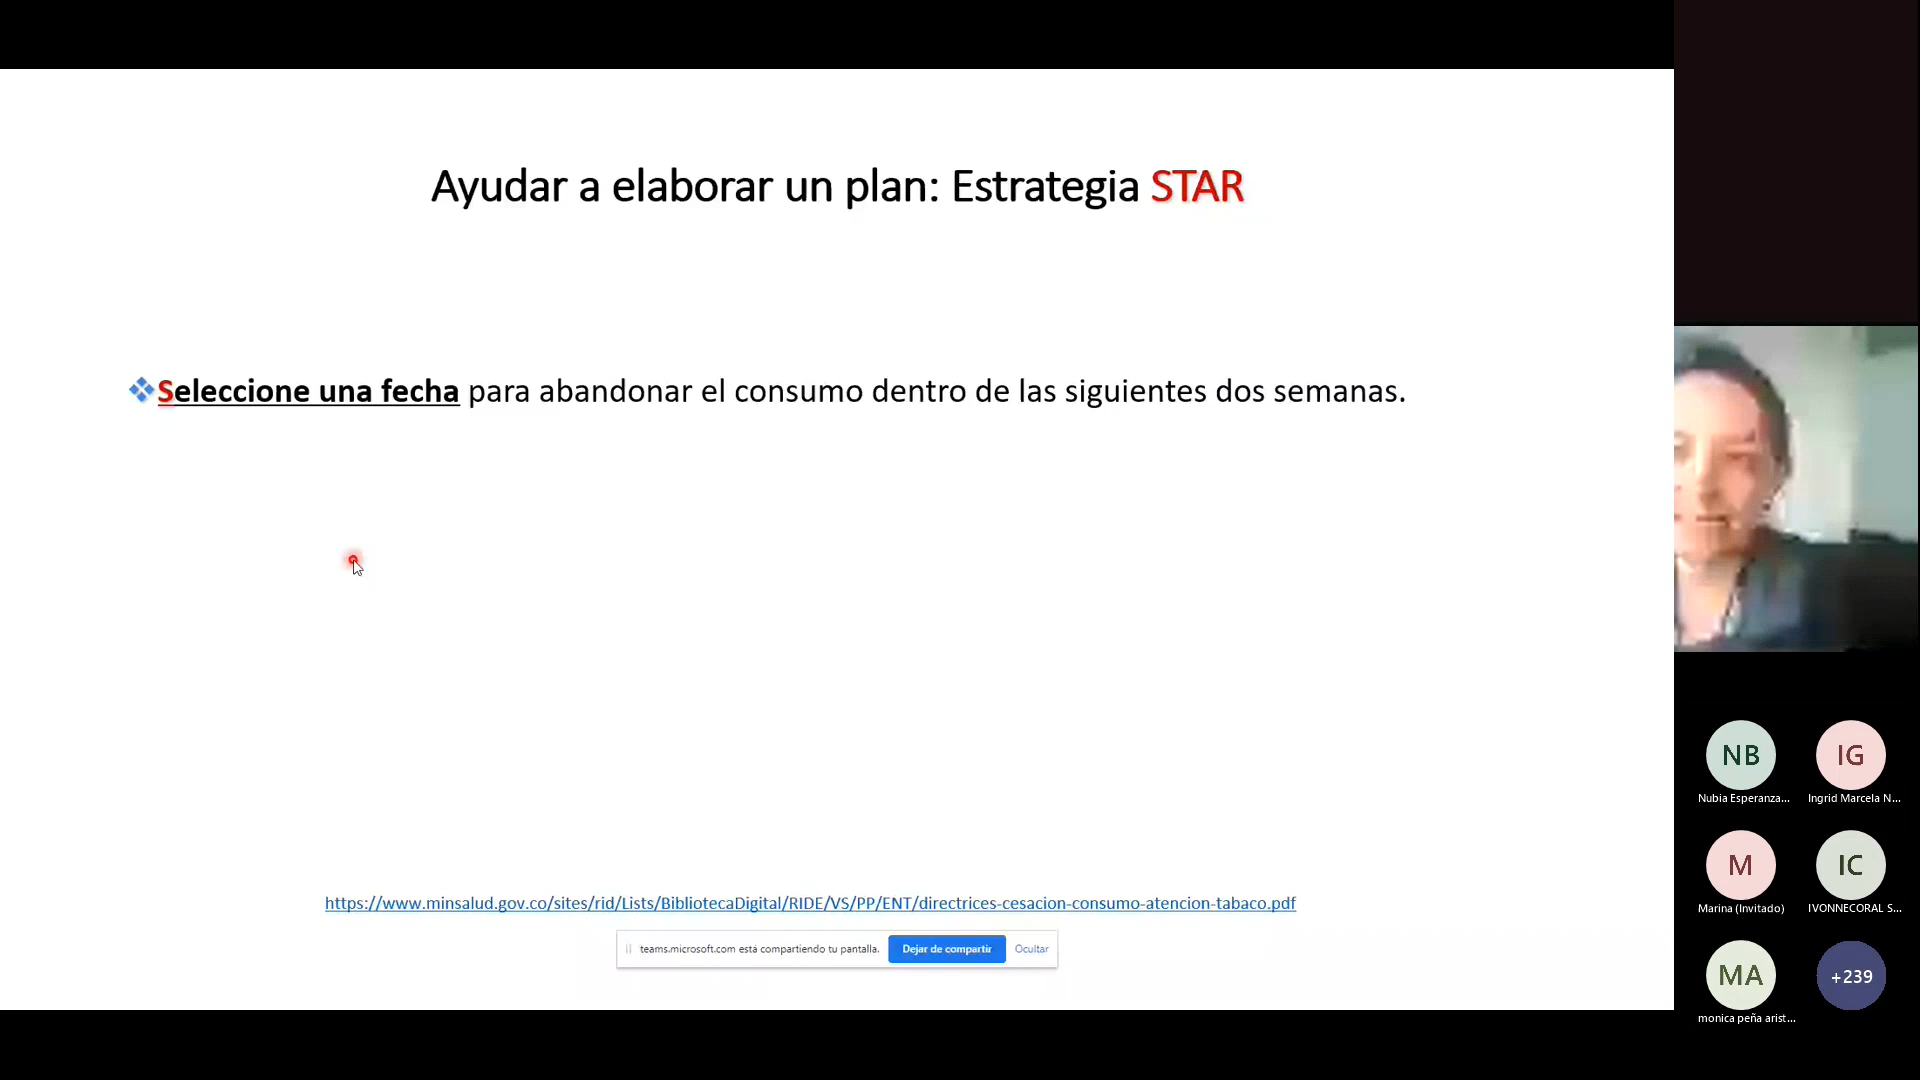 Ayudar a elaborar un plan: Estrategia STAR
Seleccione una fecha para abandonar el consumo dentro de las siguientes dos semanas.
https://www.minsalud.gov.co/sites/rid/Lists/BibliotecaDigital/RIDE/VS/PP/ENT/directrices-cesacion-consumo-atencion-tabaco.pdf
teams.microsoft.com está compartiendo tu pantalla. Dejar de compartir Ocultar
NB IG
Nubia Esperanza... Ingrid Marcela N...
M IC
Marina (Invitado) IVONNECORAL S...
MA +239
monica peña arist...